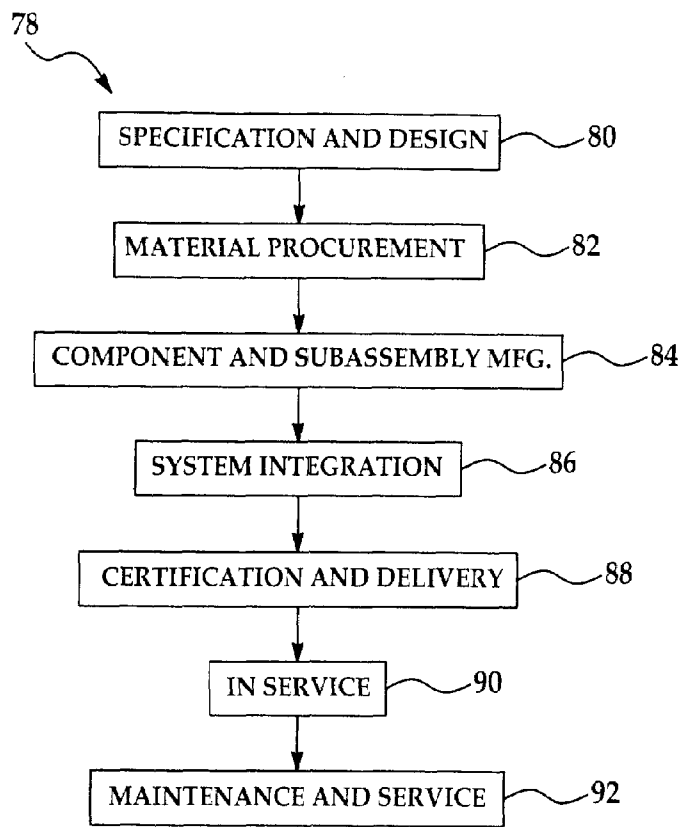 78
SPECIFICATION AND DESIGN 80
MATERIAL PROCUREMENT 82
COMPONENT AND SUBASSEMBLY MFG. 84
SYSTEM INTEGRATION 86
CERTIFICATION AND DELIVERY 88
IN SERVICE 90
MAINTENANCE AND SERVICE 92